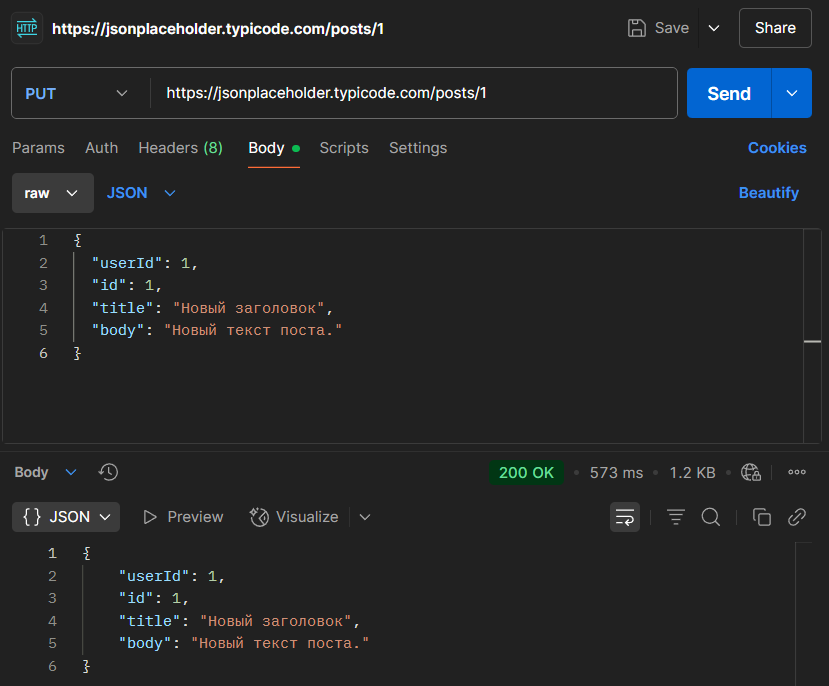 HTTP https://jsonplaceholder.typicode.com/posts/1 Save Share
PUT https://jsonplaceholder.typicode.com/posts/1 Send
Params Auth Headers (8) Body Scripts Settings Cookies
raw JSON Beautify
1 {
2 "userId": 1,
3 "id": 1,
4 "title": "Новый заголовок",
5 "body": "Новый текст поста."
6 }
Body 200 OK 573 ms 1.2 KB
{} JSON Preview Visualize
1 {
2 "userId": 1,
3 "id": 1,
4 "title": "Новый заголовок",
5 "body": "Новый текст поста."
6 }